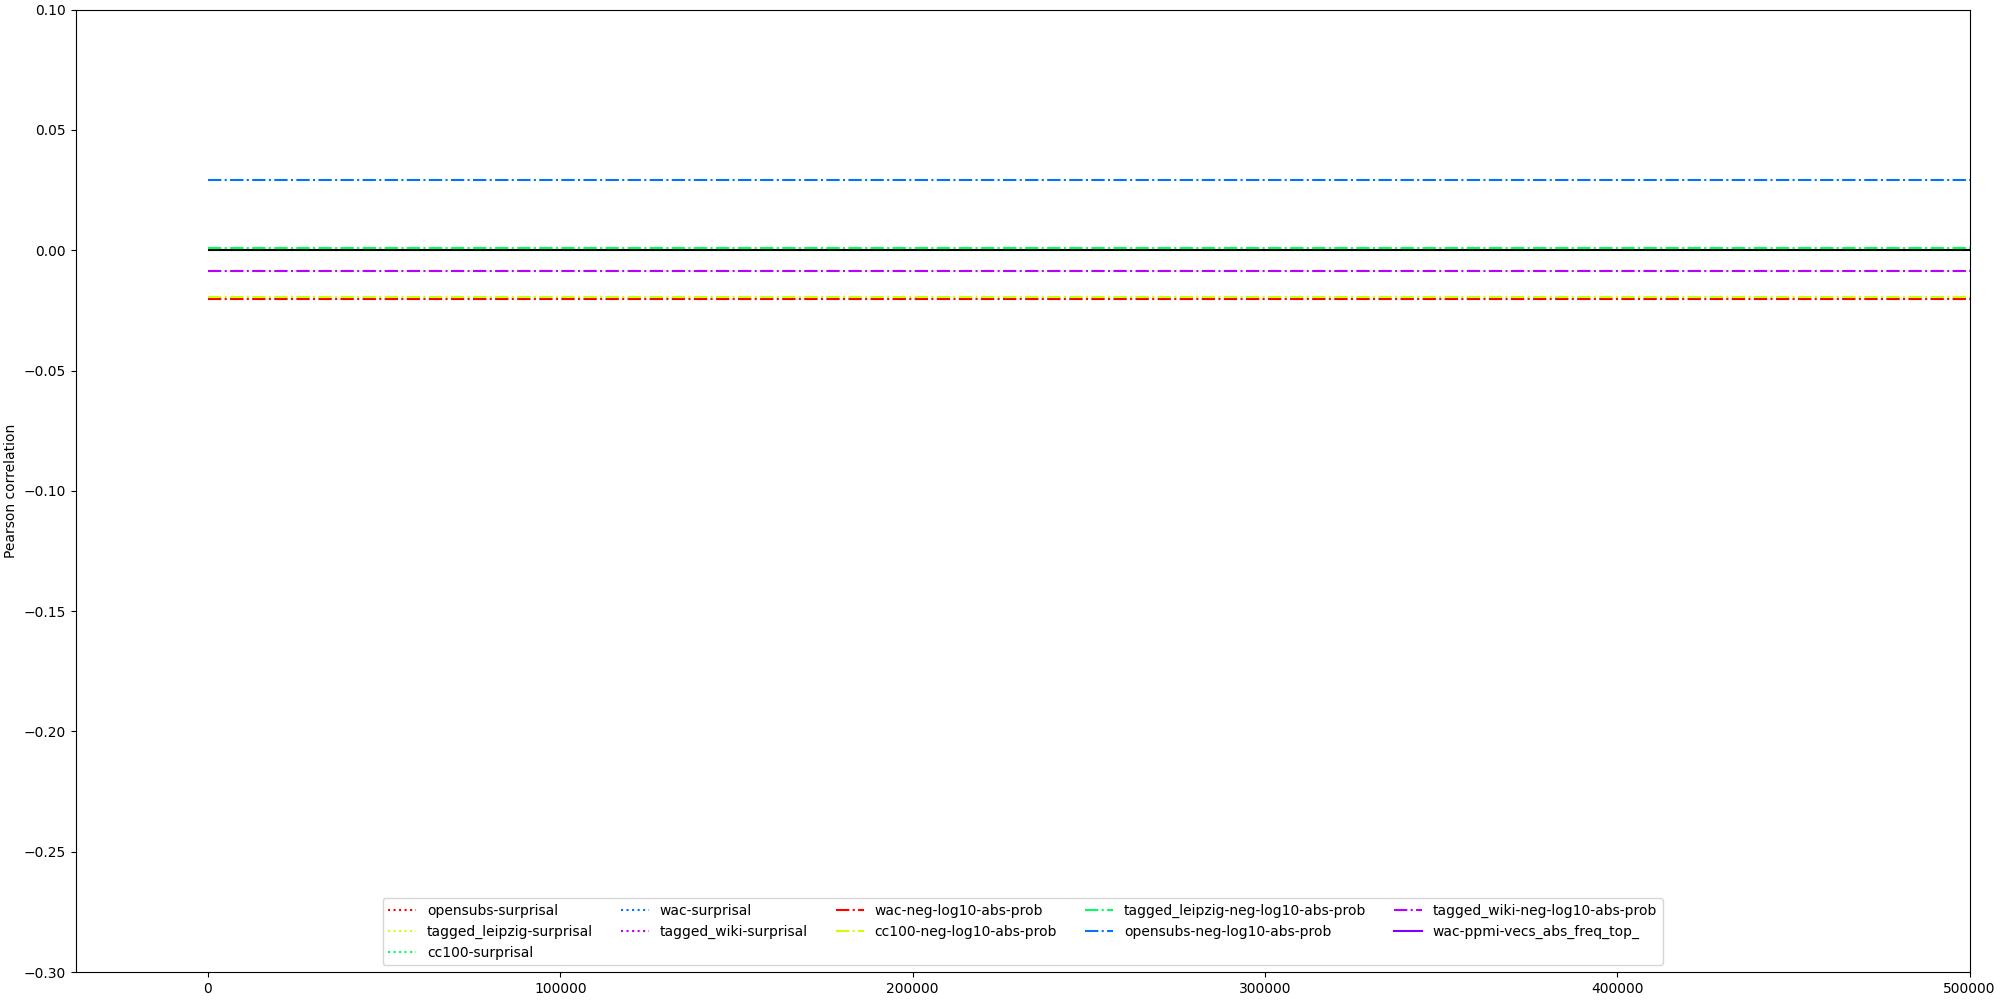 0.10
0.05
0.00
−0.05
−0.10
−0.15
−0.20
−0.25
−0.30
Pearson correlation
opensubs-surprisal
tagged_leipzig-surprisal
cc100-surprisal
wac-surprisal
tagged_wiki-surprisal
wac-neg-log10-abs-prob
cc100-neg-log10-abs-prob
tagged_leipzig-neg-log10-abs-prob
opensubs-neg-log10-abs-prob
tagged_wiki-neg-log10-abs-prob
wac-ppmi-vecs_abs_freq_top_
0 100000 200000 300000 400000 500000